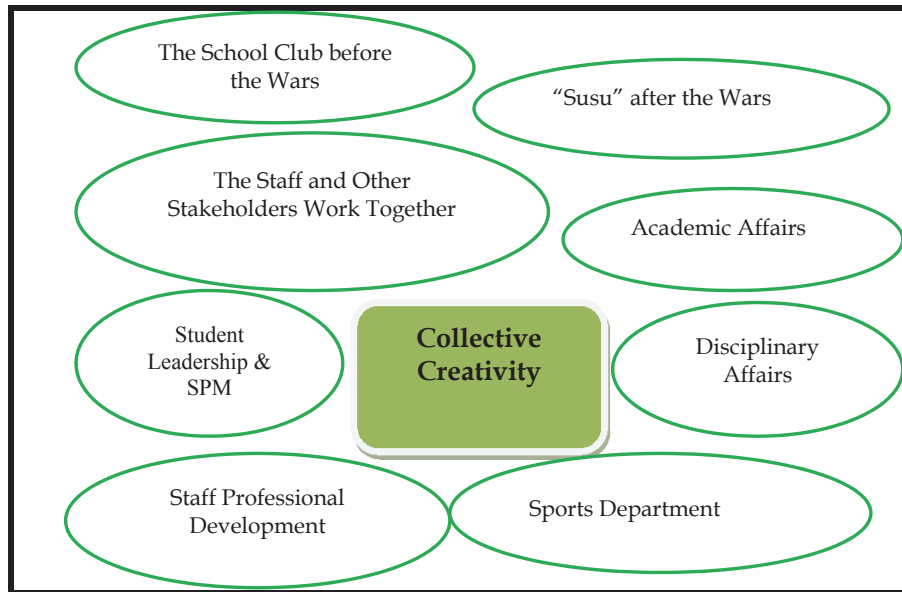 The School Club before
the Wars
“Susu” after the Wars
The Staff and Other
Stakeholders Work Together
Academic Affairs
Student
Leadership &
SPM
Collective
Creativity
Disciplinary
Affairs
Staff Professional
Development
Sports Department